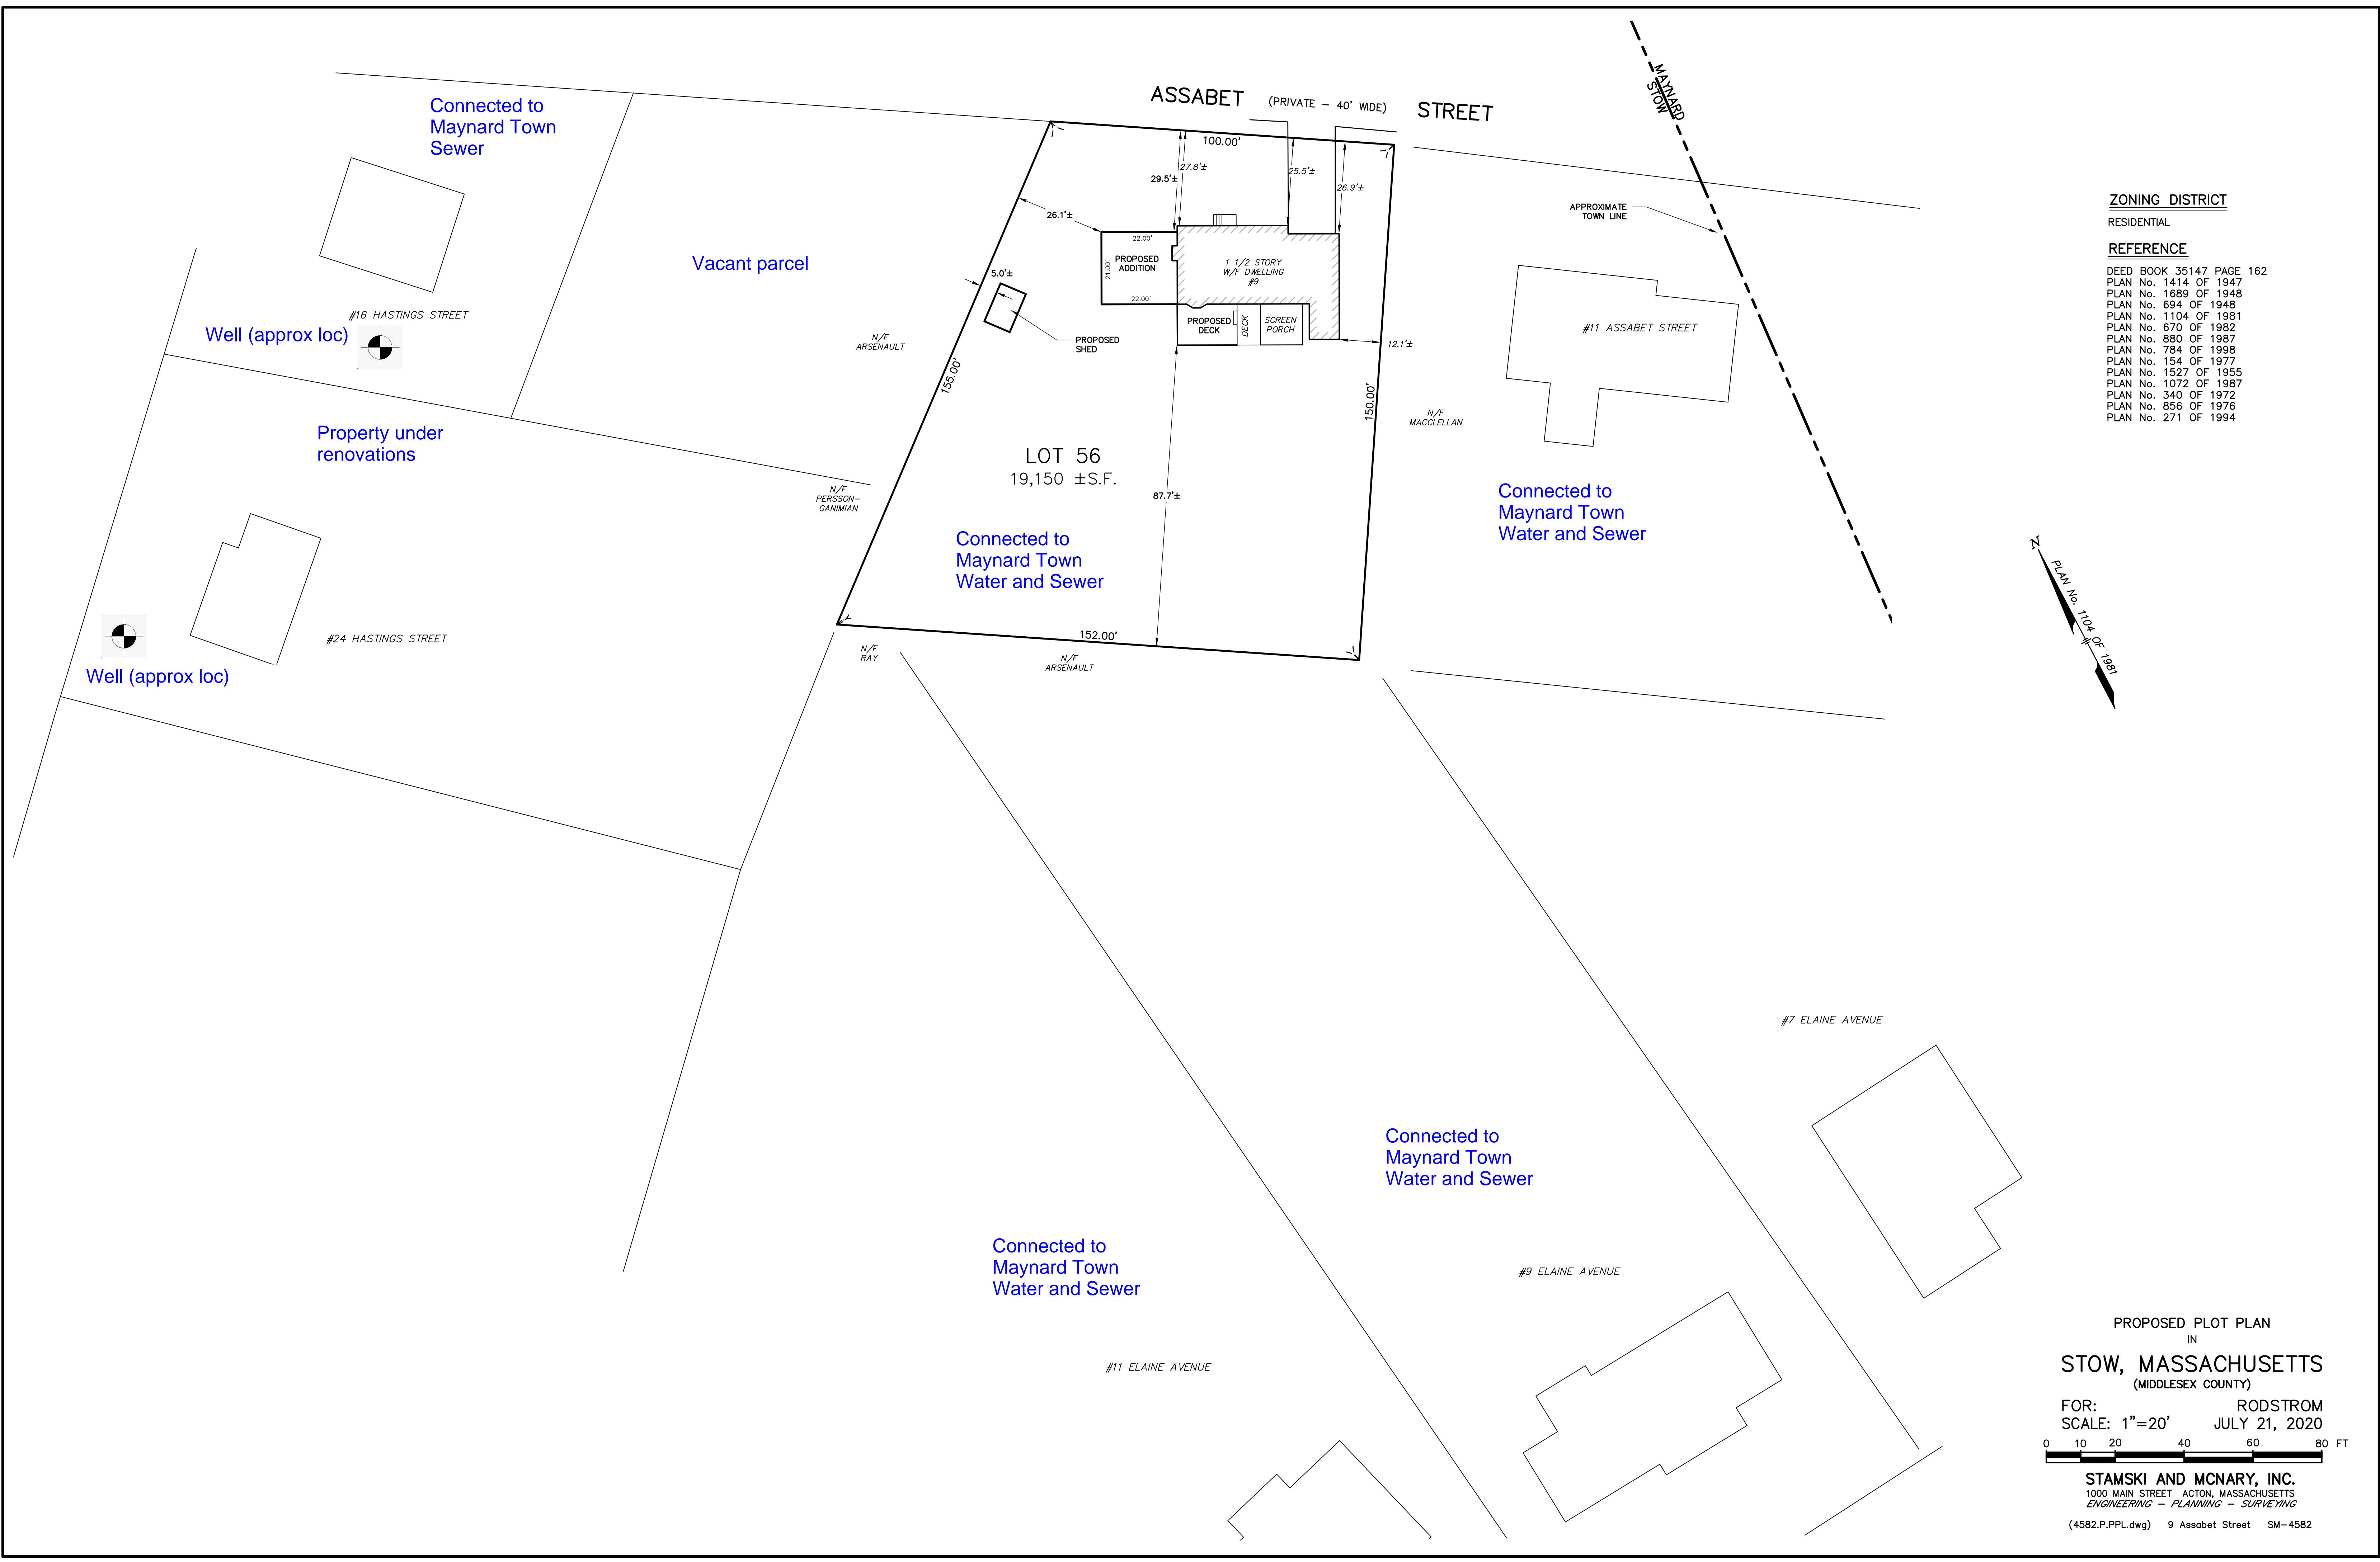 ASSABET (PRIVATE - 40' WIDE) STREET
MAYNARD
STOW
Connected to
Maynard Town
Sewer
#16 HASTINGS STREET
Well (approx loc)
Vacant parcel
Property under
renovations
#24 HASTINGS STREET
Well (approx loc)
N/F
ARSENAULT
N/F
PERSSON-
GANIMIAN
100.00'
29.5'±
27.8'±
25.5'±
26.9'±
26.1'±
5.0'±
22.00'
21.00'
PROPOSED
ADDITION
22.00'
1 1/2 STORY
W/F DWELLING
#9
PROPOSED
DECK
DECK
SCREEN
PORCH
PROPOSED
SHED
12.1'±
155.00'
150.00'
LOT 56
19,150 ±S.F.
87.7'±
Connected to
Maynard Town
Water and Sewer
152.00'
N/F
RAY
N/F
ARSENAULT
N/F
MACCLELLAN
APPROXIMATE
TOWN LINE
#11 ASSABET STREET
Connected to
Maynard Town
Water and Sewer
ZONING DISTRICT
RESIDENTIAL
REFERENCE
DEED BOOK 35147 PAGE 162
PLAN No. 1414 OF 1947
PLAN No. 1689 OF 1948
PLAN No. 694 OF 1948
PLAN No. 1104 OF 1981
PLAN No. 670 OF 1982
PLAN No. 880 OF 1987
PLAN No. 784 OF 1998
PLAN No. 154 OF 1977
PLAN No. 1527 OF 1955
PLAN No. 1072 OF 1987
PLAN No. 340 OF 1972
PLAN No. 856 OF 1976
PLAN No. 271 OF 1994
N
PLAN No. 1104 OF 1981
#7 ELAINE AVENUE
Connected to
Maynard Town
Water and Sewer
#9 ELAINE AVENUE
Connected to
Maynard Town
Water and Sewer
#11 ELAINE AVENUE
PROPOSED PLOT PLAN
IN
STOW, MASSACHUSETTS
(MIDDLESEX COUNTY)
FOR: RODSTROM
SCALE: 1"=20' JULY 21, 2020
0 10 20 40 60 80 FT
STAMSKI AND MCNARY, INC.
1000 MAIN STREET ACTON, MASSACHUSETTS
ENGINEERING - PLANNING - SURVEYING
(4582.P.PPL.dwg) 9 Assabet Street SM-4582